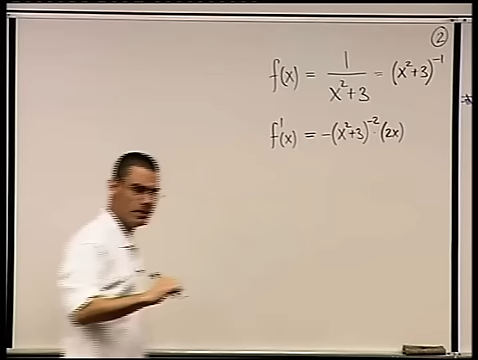 ②
f(x) = 1/(x²+3) = (x²+3)⁻¹
f'(x) = -(x²+3)⁻²·(2x)